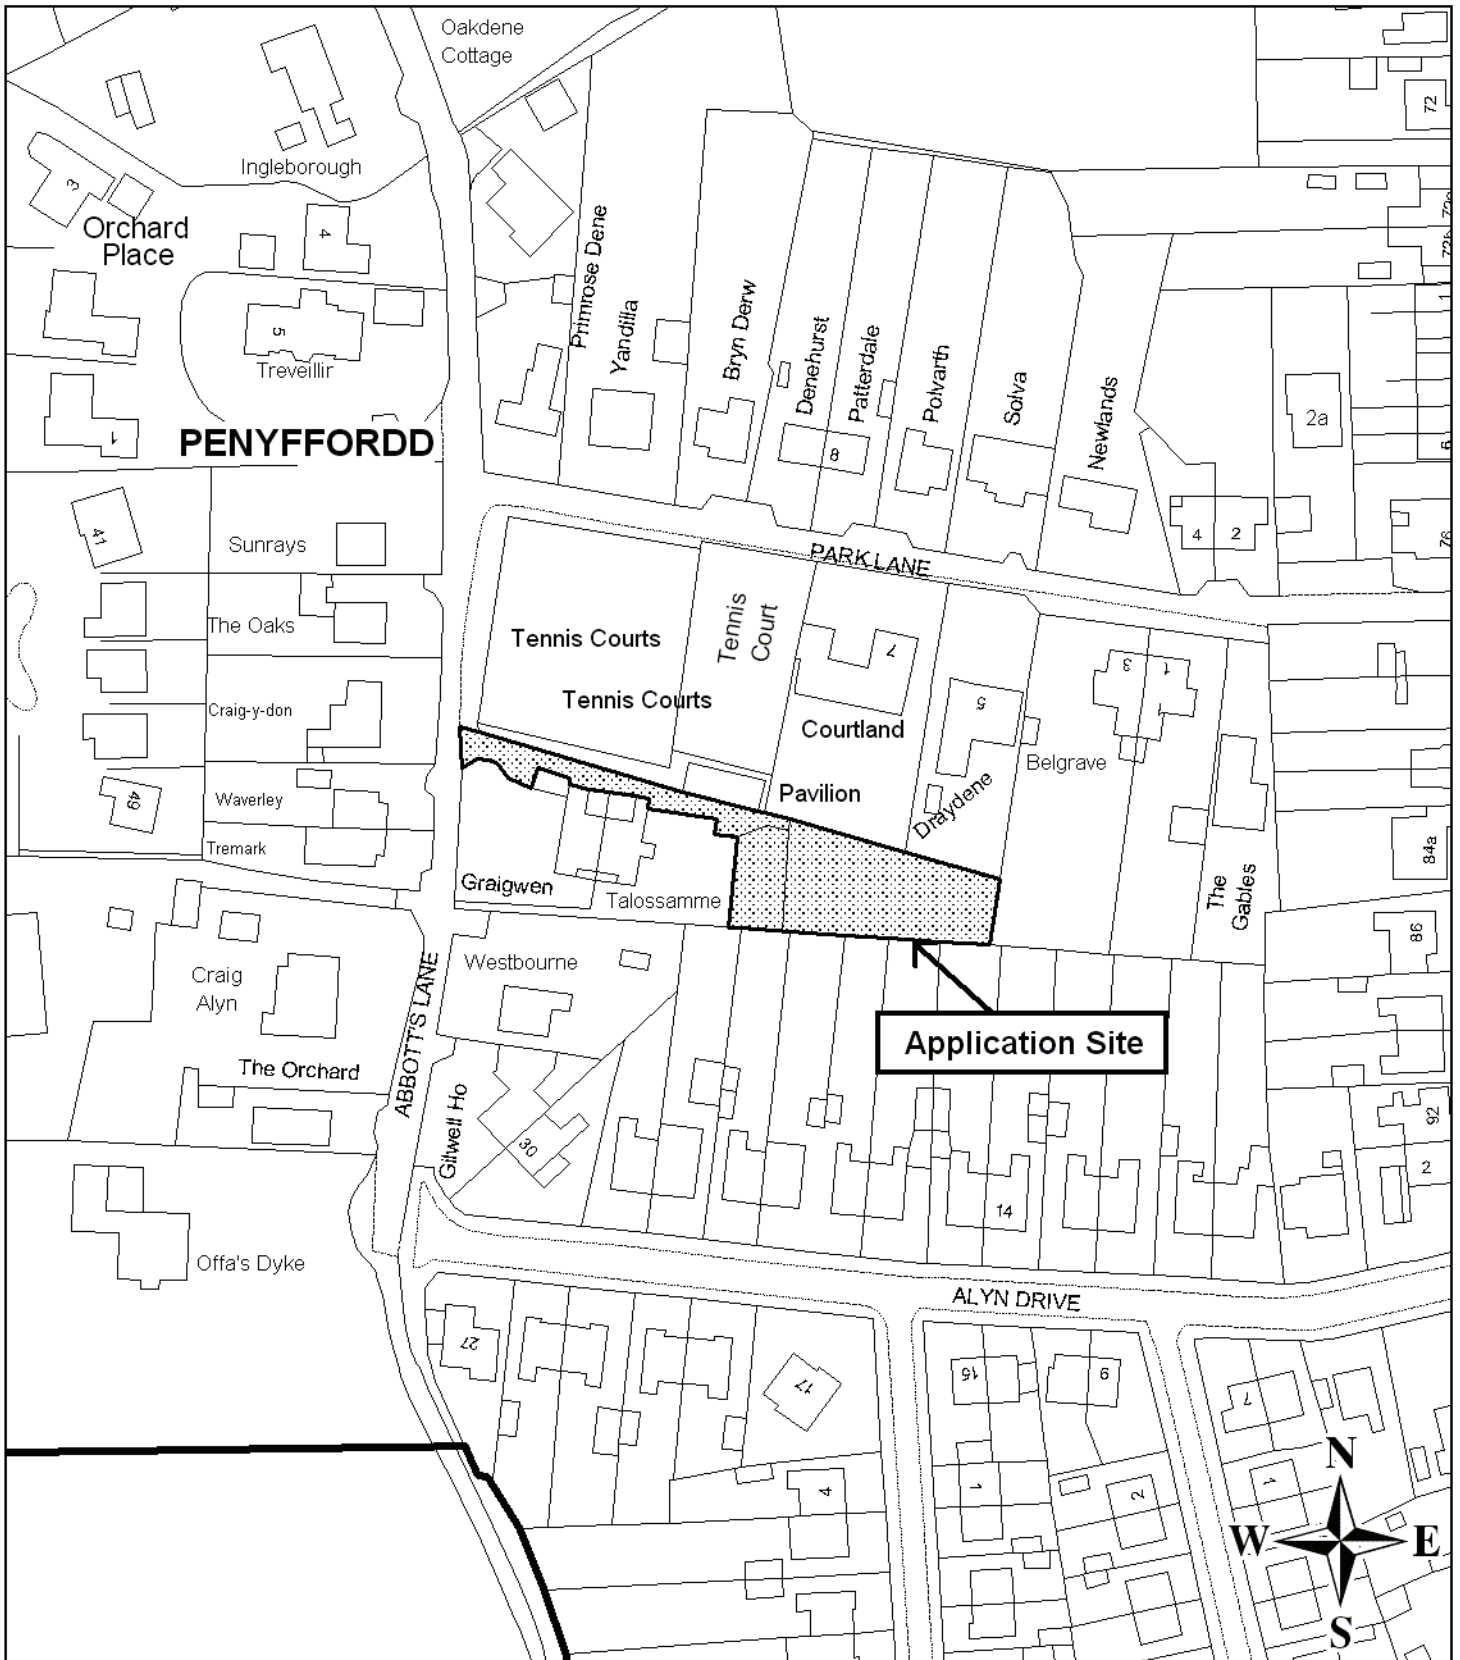 Oakdene
Cottage
72
Ingleborough
3
Orchard
Place
4
72a
72b
Primrose Dene
Yandilla
Bryn Derw
Denehurst
Patterdale
Polvarth
Solva
Newlands
5
Treveillir
1
2a
1
PENYFFORDD
8
6
41
Sunrays
4
2
76
PARK LANE
The Oaks
Tennis Courts
Tennis
Court
7
3
1
Tennis Courts
5
Craig-y-don
Courtland
Belgrave
49
Waverley
Pavilion
Draydene
Tremark
84a
Graigwen
Talossamme
The
Gables
86
Westbourne
Craig
Alyn
ABBOTT'S LANE
Application Site
The Orchard
Gilwell Ho
30
92
2
14
Offa's Dyke
ALYN DRIVE
27
17
15
9
7
N
4
1
2
1
W
E
S